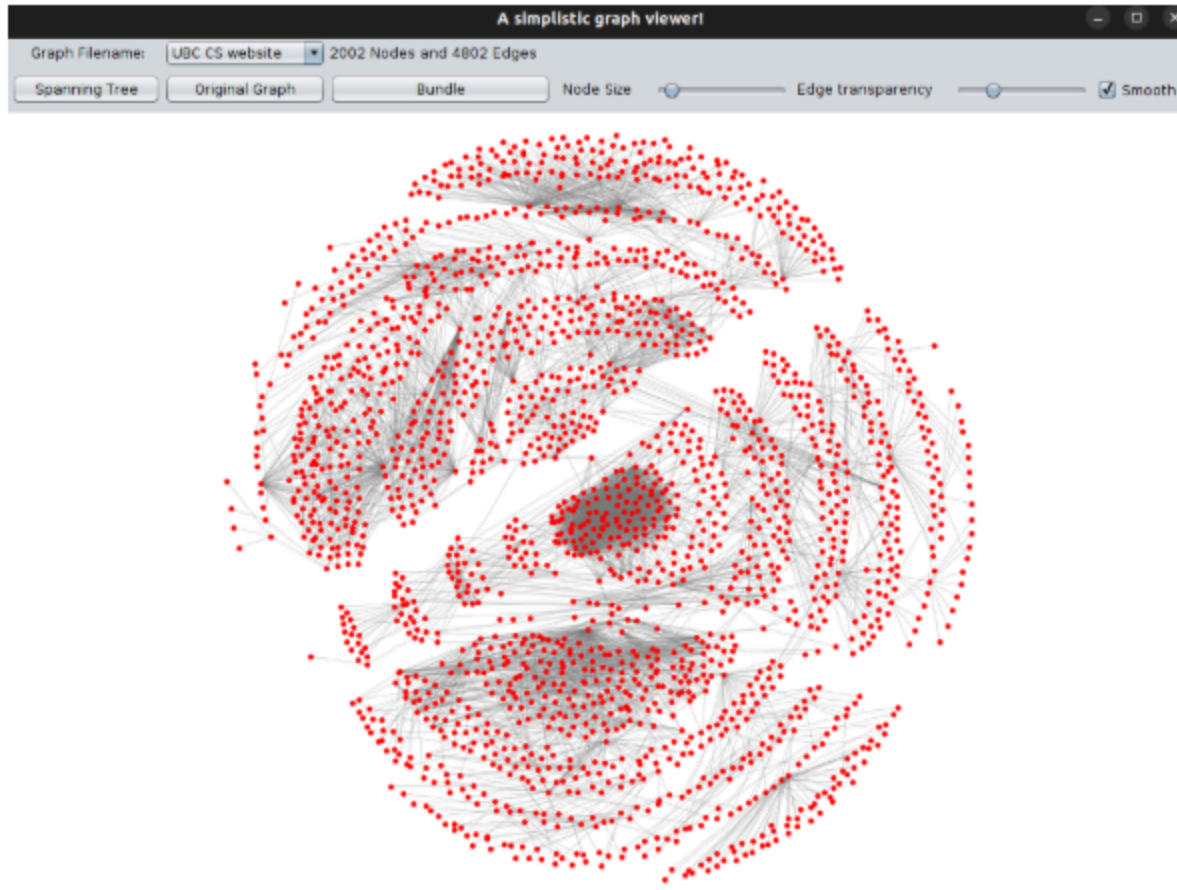 A simplistic graph viewer!
Graph Filename: UBC CS website 2002 Nodes and 4802 Edges
Spanning Tree Original Graph Bundle Node Size Edge transparency Smooth